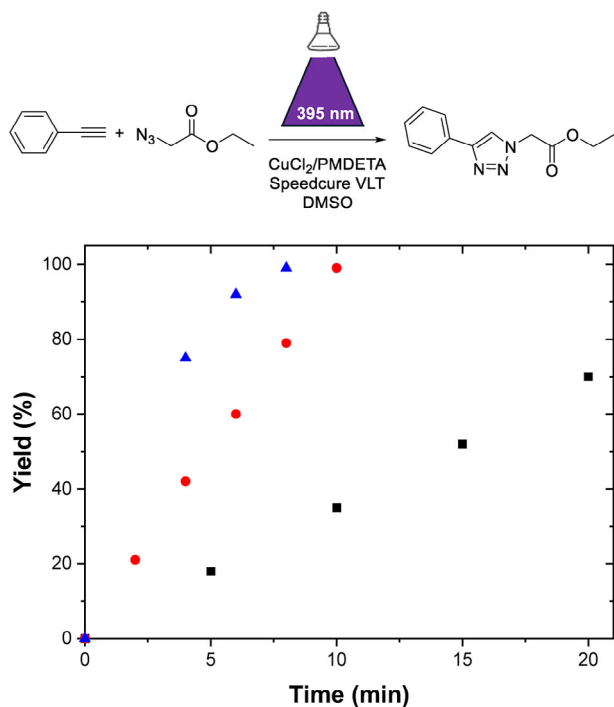 395 nm
+
N3
O
O
CuCl2/PMDETA
Speedcure VLT
DMSO
N
N=N
O
O
Yield (%)
100
80
60
40
20
0
0 5 10 15 20
Time (min)